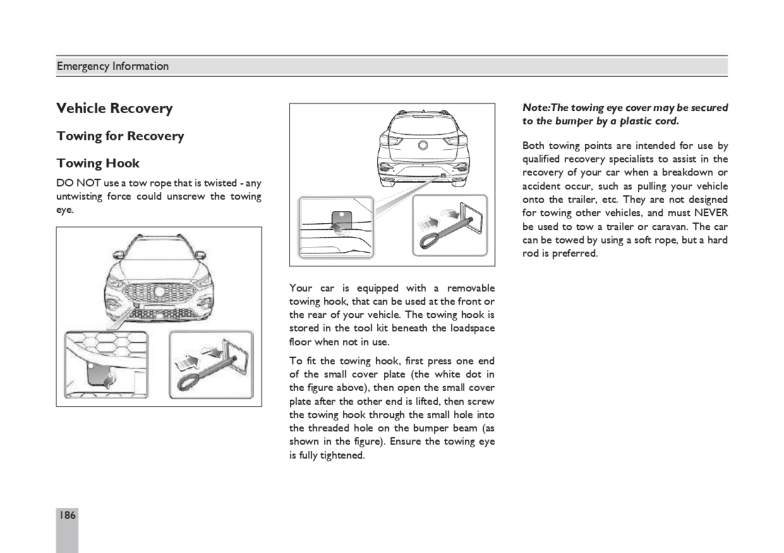 Emergency Information
Vehicle Recovery
Towing for Recovery
Towing Hook
DO NOT use a tow rope that is twisted - any
untwisting force could unscrew the towing
eye.
Your car is equipped with a removable
towing hook, that can be used at the front or
the rear of your vehicle. The towing hook is
stored in the tool kit beneath the loadspace
floor when not in use.
To fit the towing hook, first press one end
of the small cover plate (the white dot in
the figure above), then open the small cover
plate after the other end is lifted, then screw
the towing hook through the small hole into
the threaded hole on the bumper beam (as
shown in the figure). Ensure the towing eye
is fully tightened.
Note:The towing eye cover may be secured
to the bumper by a plastic cord.
Both towing points are intended for use by
qualified recovery specialists to assist in the
recovery of your car when a breakdown or
accident occur, such as pulling your vehicle
onto the trailer, etc. They are not designed
for towing other vehicles, and must NEVER
be used to tow a trailer or caravan. The car
can be towed by using a soft rope, but a hard
rod is preferred.
186